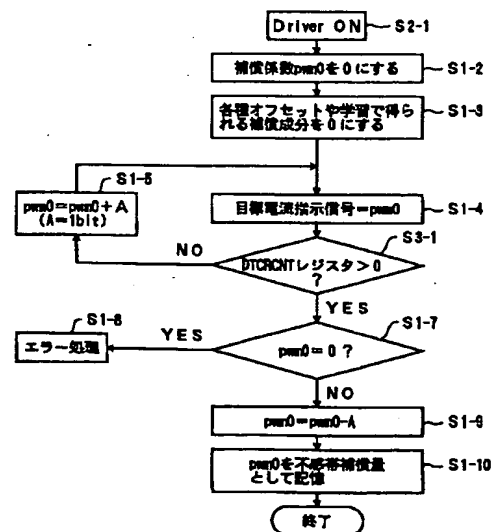 Driver ON
S2-1
補償係数pwm0を0にする
S1-2
各種オフセットや学習で得ら
れる補償成分を0にする
S1-3
S1-5
pwm0=pwm0+A
(A=1bit)
目標電流指示信号=pwm0
S1-4
NO
S3-1
DTCRCNTレジスタ>0
?
YES
S1-8
エラー処理
YES
S1-7
pwm0=0 ?
NO
pwm0=pwm0-A
S1-9
pwm0を不感帯補償量
として記憶
S1-10
終了